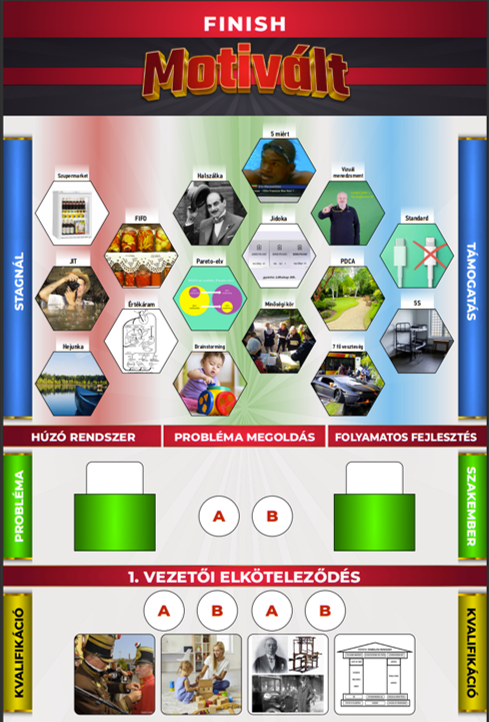 FINISH
Motivált
5 miért
Szupermarket
Halszálka
Vizuál
menedzsment
FIFO
Jidoka
Standard
JIT
Pareto-elv
PDCA
Értékáram
Minőségi kör
5S
Heijunka
Brainstorming
7 fő veszteség
STAGNÁL
TÁMOGATÁS
HÚZÓ RENDSZER
PROBLÉMA MEGOLDÁS
FOLYAMATOS FEJLESZTÉS
PROBLÉMA
A
B
SZAKEMBER
1. VEZETŐI ELKÖTELEZŐDÉS
KVALIFIKÁCIÓ
A
B
A
B
KVALIFIKÁCIÓ